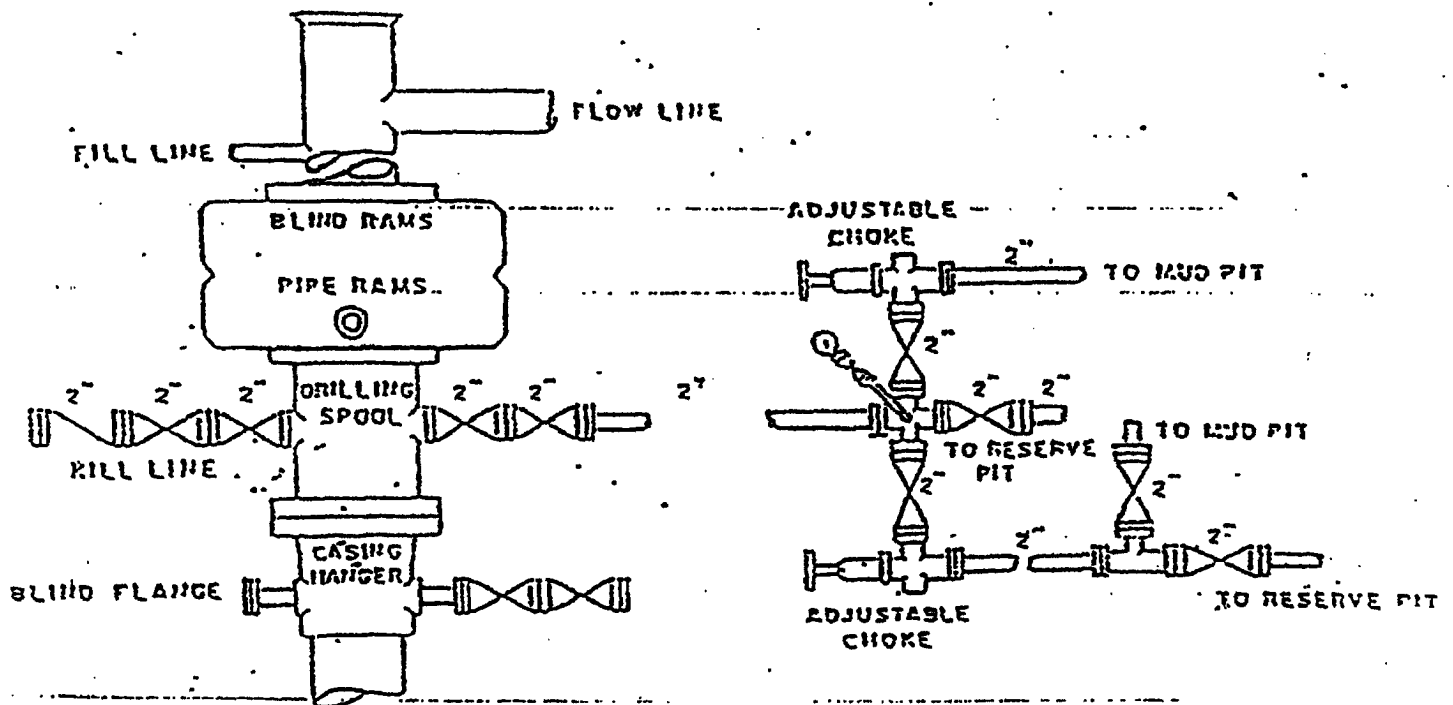 FLOW LINE
FILL LINE
BLIND RAMS
PIPE RAMS
DRILLING
SPOOL
2"
2"
2"
2"
2"
2"
KILL LINE
CASING
HANGER
BLIND FLANGE
ADJUSTABLE
CHOKE
2"
TO MUD PIT
2"
2"
2"
TO RESERVE
PIT
TO MUD PIT
2"
2"
2"
2"
TO RESERVE PIT
ADJUSTABLE
CHOKE